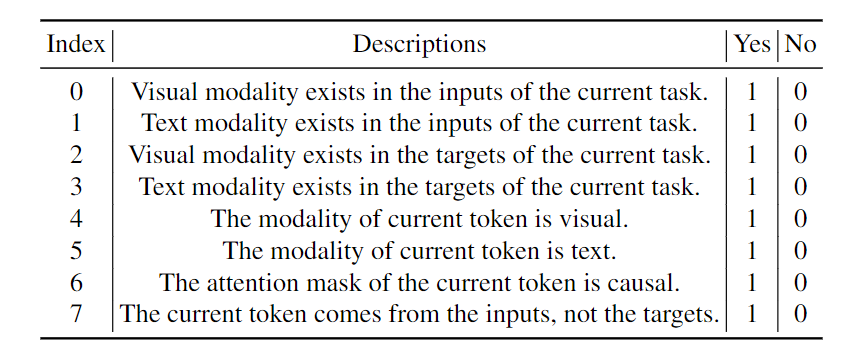 Index Descriptions Yes No
0 Visual modality exists in the inputs of the current task. 1 0
1 Text modality exists in the inputs of the current task. 1 0
2 Visual modality exists in the targets of the current task. 1 0
3 Text modality exists in the targets of the current task. 1 0
4 The modality of current token is visual. 1 0
5 The modality of current token is text. 1 0
6 The attention mask of the current token is causal. 1 0
7 The current token comes from the inputs, not the targets. 1 0